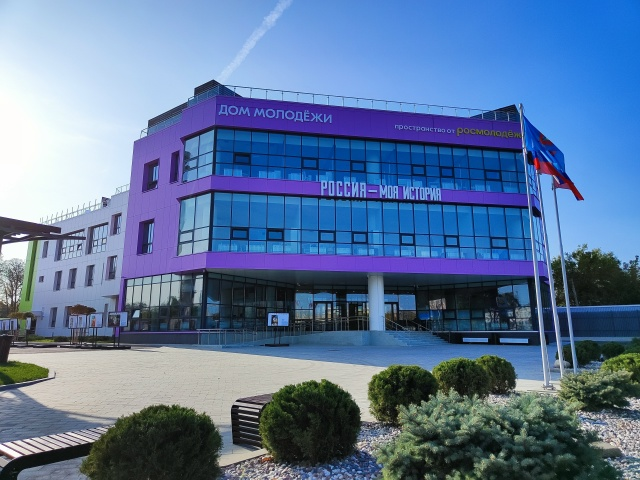 ДОМ МОЛОДЁЖИ
пространство от росмолодёжь
РОССИЯ — МОЯ ИСТОРИЯ